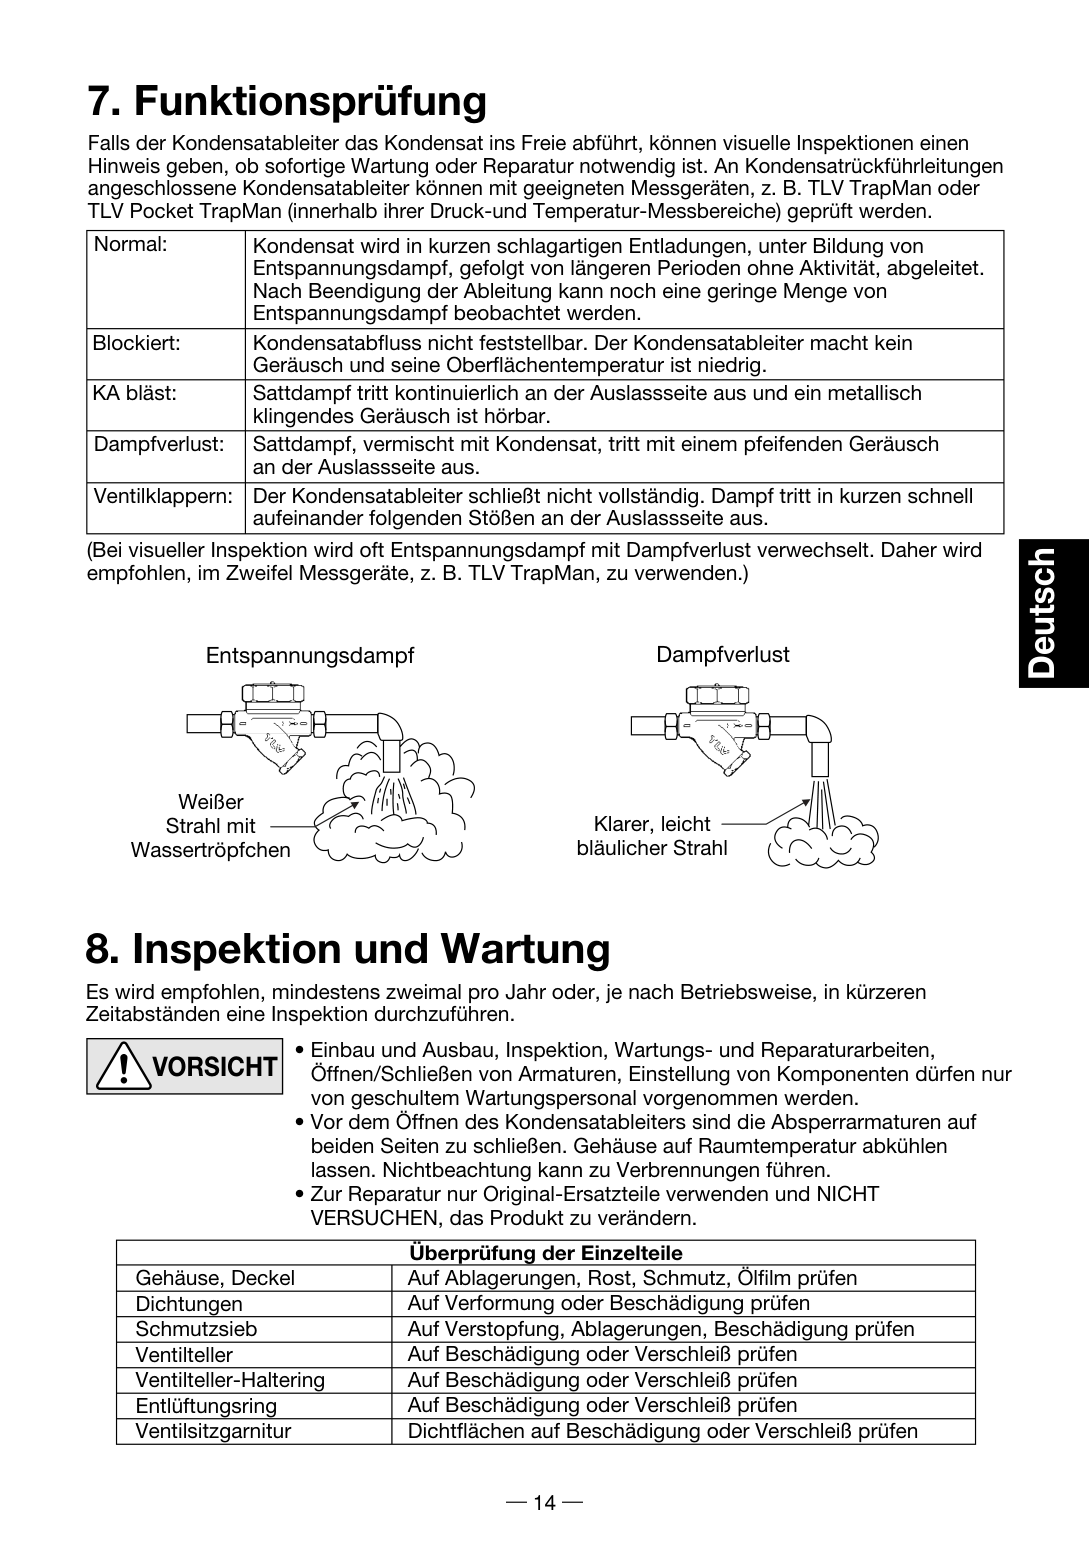 7. Funktionsprüfung
Falls der Kondensatableiter das Kondensat ins Freie abführt, können visuelle Inspektionen einen
Hinweis geben, ob sofortige Wartung oder Reparatur notwendig ist. An Kondensatrückführleitungen
angeschlossene Kondensatableiter können mit geeigneten Messgeräten, z. B. TLV TrapMan oder
TLV Pocket TrapMan (innerhalb ihrer Druck-und Temperatur-Messbereiche) geprüft werden.
Normal:
Kondensat wird in kurzen schlagartigen Entladungen, unter Bildung von
Entspannungsdampf, gefolgt von längeren Perioden ohne Aktivität, abgeleitet.
Nach Beendigung der Ableitung kann noch eine geringe Menge von
Entspannungsdampf beobachtet werden.
Blockiert:
Kondensatabfluss nicht feststellbar. Der Kondensatableiter macht kein
Geräusch und seine Oberflächentemperatur ist niedrig.
KA bläst:
Sattdampf tritt kontinuierlich an der Auslassseite aus und ein metallisch
klingendes Geräusch ist hörbar.
Dampfverlust:
Sattdampf, vermischt mit Kondensat, tritt mit einem pfeifenden Geräusch
an der Auslassseite aus.
Ventilklappern:
Der Kondensatableiter schließt nicht vollständig. Dampf tritt in kurzen schnell
aufeinander folgenden Stößen an der Auslassseite aus.
(Bei visueller Inspektion wird oft Entspannungsdampf mit Dampfverlust verwechselt. Daher wird
empfohlen, im Zweifel Messgeräte, z. B. TLV TrapMan, zu verwenden.)
Deutsch
Entspannungsdampf
TLV
Weißer
Strahl mit
Wassertröpfchen
Dampfverlust
TLV
Klarer, leicht
bläulicher Strahl
8. Inspektion und Wartung
Es wird empfohlen, mindestens zweimal pro Jahr oder, je nach Betriebsweise, in kürzeren
Zeitabständen eine Inspektion durchzuführen.
VORSICHT
• Einbau und Ausbau, Inspektion, Wartungs- und Reparaturarbeiten,
Öffnen/Schließen von Armaturen, Einstellung von Komponenten dürfen nur
von geschultem Wartungspersonal vorgenommen werden.
• Vor dem Öffnen des Kondensatableiters sind die Absperrarmaturen auf
beiden Seiten zu schließen. Gehäuse auf Raumtemperatur abkühlen
lassen. Nichtbeachtung kann zu Verbrennungen führen.
• Zur Reparatur nur Original-Ersatzteile verwenden und NICHT
VERSUCHEN, das Produkt zu verändern.
Überprüfung der Einzelteile
Gehäuse, Deckel
Auf Ablagerungen, Rost, Schmutz, Ölfilm prüfen
Dichtungen
Auf Verformung oder Beschädigung prüfen
Schmutzsieb
Auf Verstopfung, Ablagerungen, Beschädigung prüfen
Ventilteller
Auf Beschädigung oder Verschleiß prüfen
Ventilteller-Haltering
Auf Beschädigung oder Verschleiß prüfen
Entlüftungsring
Auf Beschädigung oder Verschleiß prüfen
Ventilsitzgarnitur
Dichtflächen auf Beschädigung oder Verschleiß prüfen
— 14 —